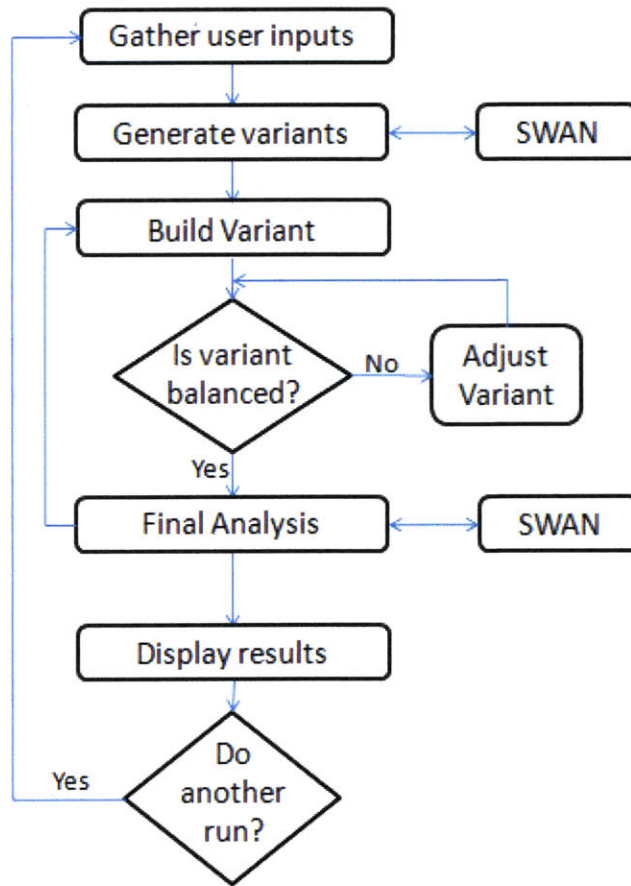 Gather user inputs
Generate variants
SWAN
Build Variant
Is variant
balanced?
No
Adjust
Variant
Yes
Final Analysis
SWAN
Display results
Do
another
run?
Yes